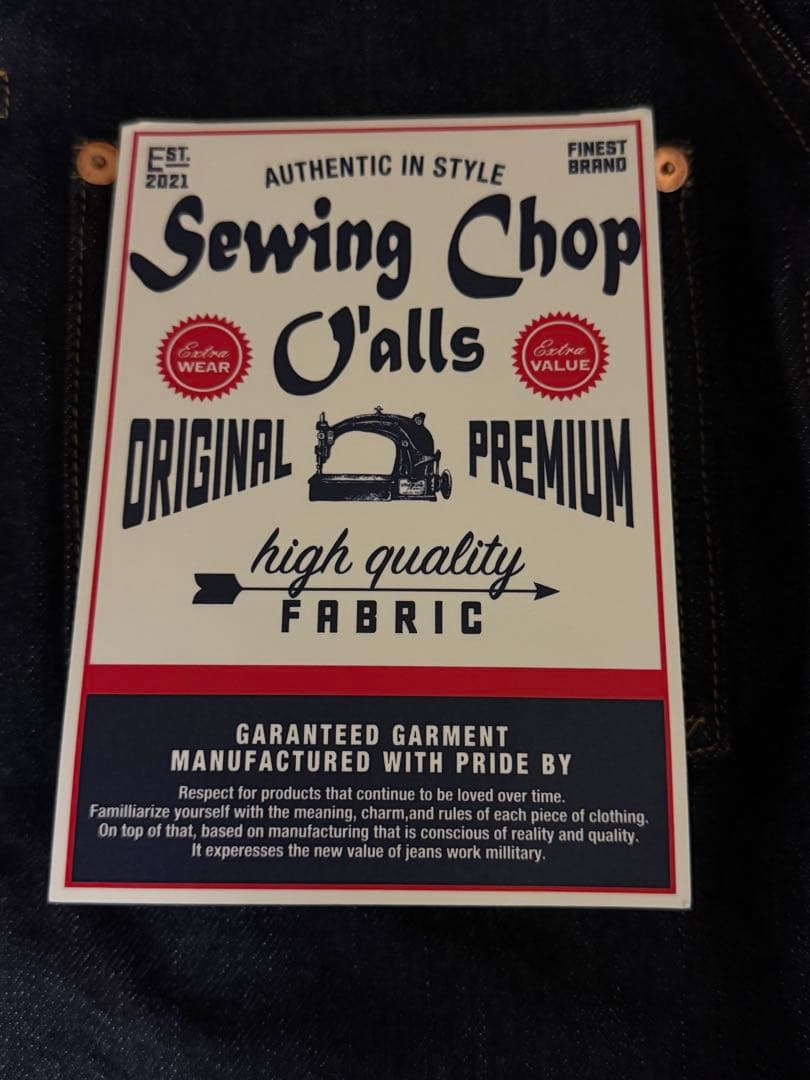 EST.
2021
AUTHENTIC IN STYLE
FINEST
BRAND
Sewing Chop
O'alls
Extra
WEAR
Extra
VALUE
ORIGINAL
PREMIUM
high quality
FABRIC
GARANTEED GARMENT
MANUFACTURED WITH PRIDE BY
Respect for products that continue to be loved over time.
Familliarize yourself with the meaning, charm,and rules of each piece of clothing.
On top of that, based on manufacturing that is conscious of reality and quality.
It experesses the new value of jeans work millitary.